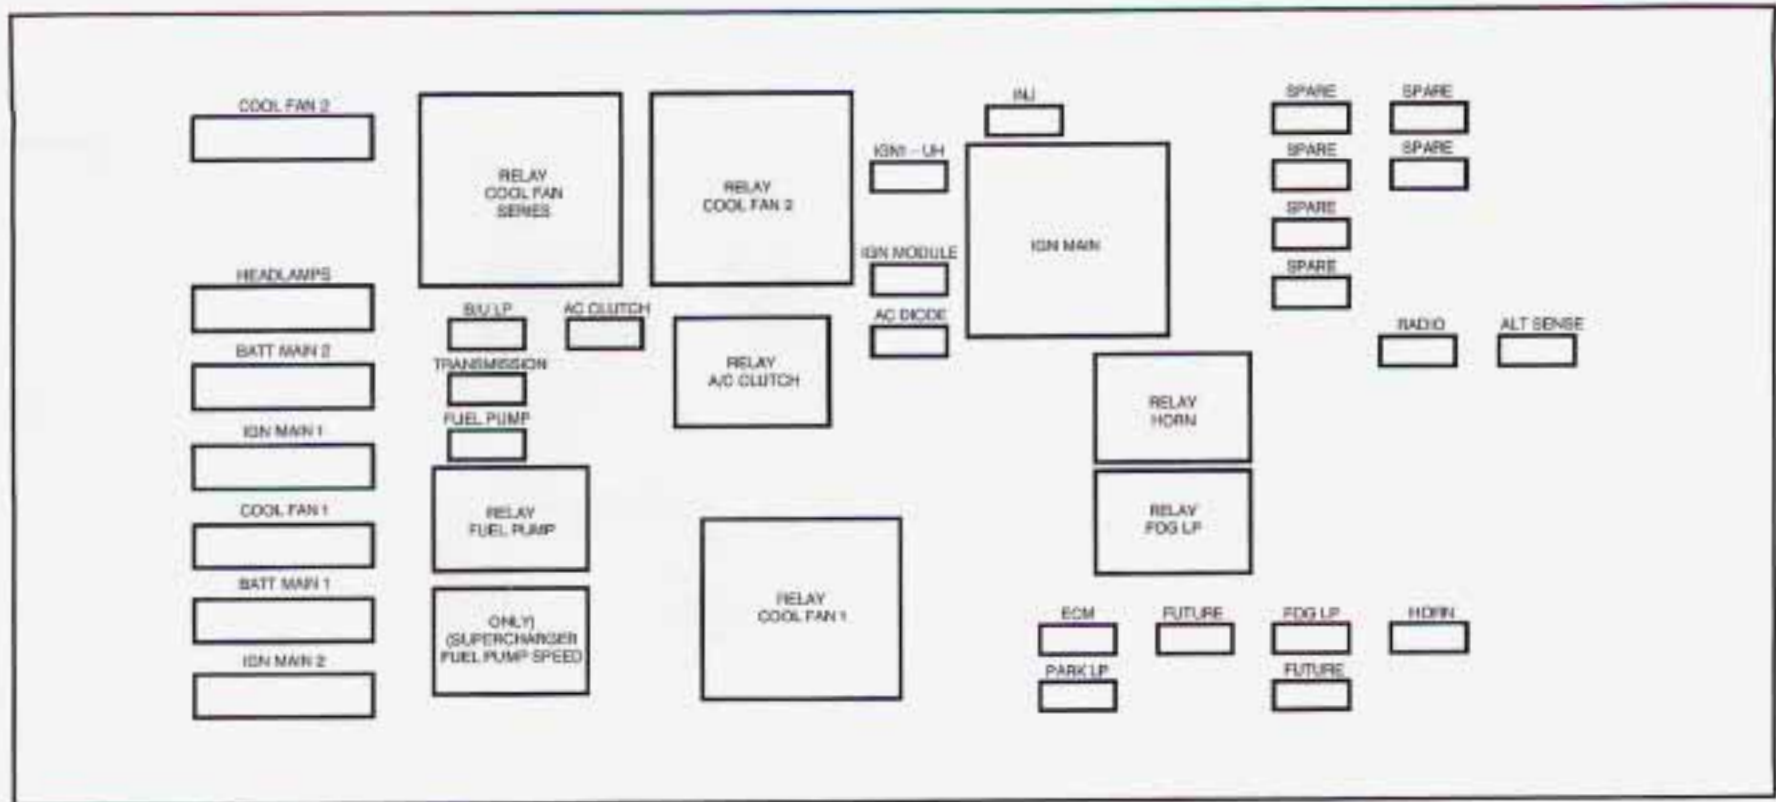 COOL FAN 2
HEADLAMPS
BATT MAIN 2
IGN MAIN 1
COOL FAN 1
BATT MAIN 1
IGN MAIN 2
RELAY
COOL FAN
SERIES
B/U LP
AC CLUTCH
TRANSMISSION
FUEL PUMP
RELAY
FUEL PUMP
ONLY)
(SUPERCHARGER
FUEL PUMP SPEED
RELAY
COOL FAN 2
RELAY
A/C CLUTCH
RELAY
COOL FAN 1
IGN1 - UH
IGN MODULE
AC DIODE
INJ
IGN MAIN
RELAY
HORN
RELAY
FOG LP
SPARE
SPARE
SPARE
SPARE
SPARE
SPARE
RADIO
ALT SENSE
ECM
FUTURE
FOG LP
HORN
PARK LP
FUTURE